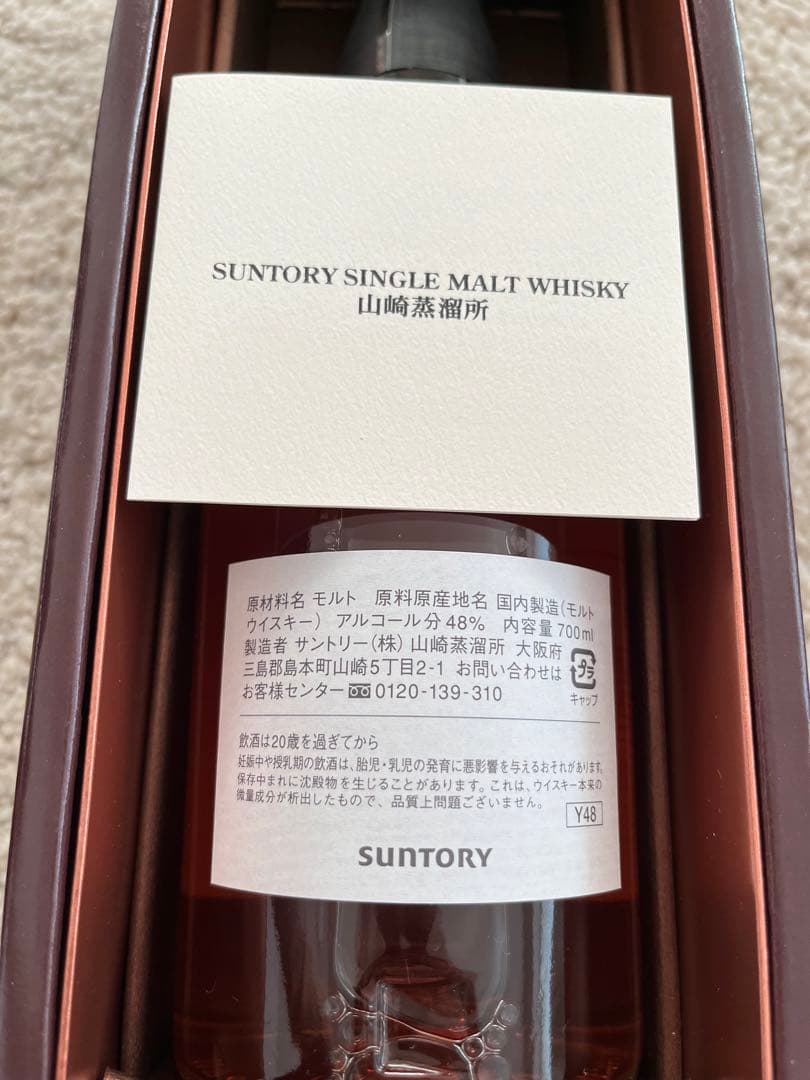 SUNTORY SINGLE MALT WHISKY
山崎蒸溜所
原材料名 モルト 原料原産地名 国内製造(モルト
ウイスキー) アルコール分48% 内容量700ml
製造者 サントリー(株) 山崎蒸溜所 大阪府
三島郡島本町山崎5丁目2-1 お問い合わせは
お客様センター 0120-139-310
プラ
キャップ
飲酒は20歳を過ぎてから
妊娠中や授乳期の飲酒は、胎児・乳児の発育に悪影響を与えるおそれがあります。
保存中まれに沈殿物を生じることがあります。これは、ウイスキー本来の
微量成分が析出したもので、品質上問題ございません。
Y48
SUNTORY